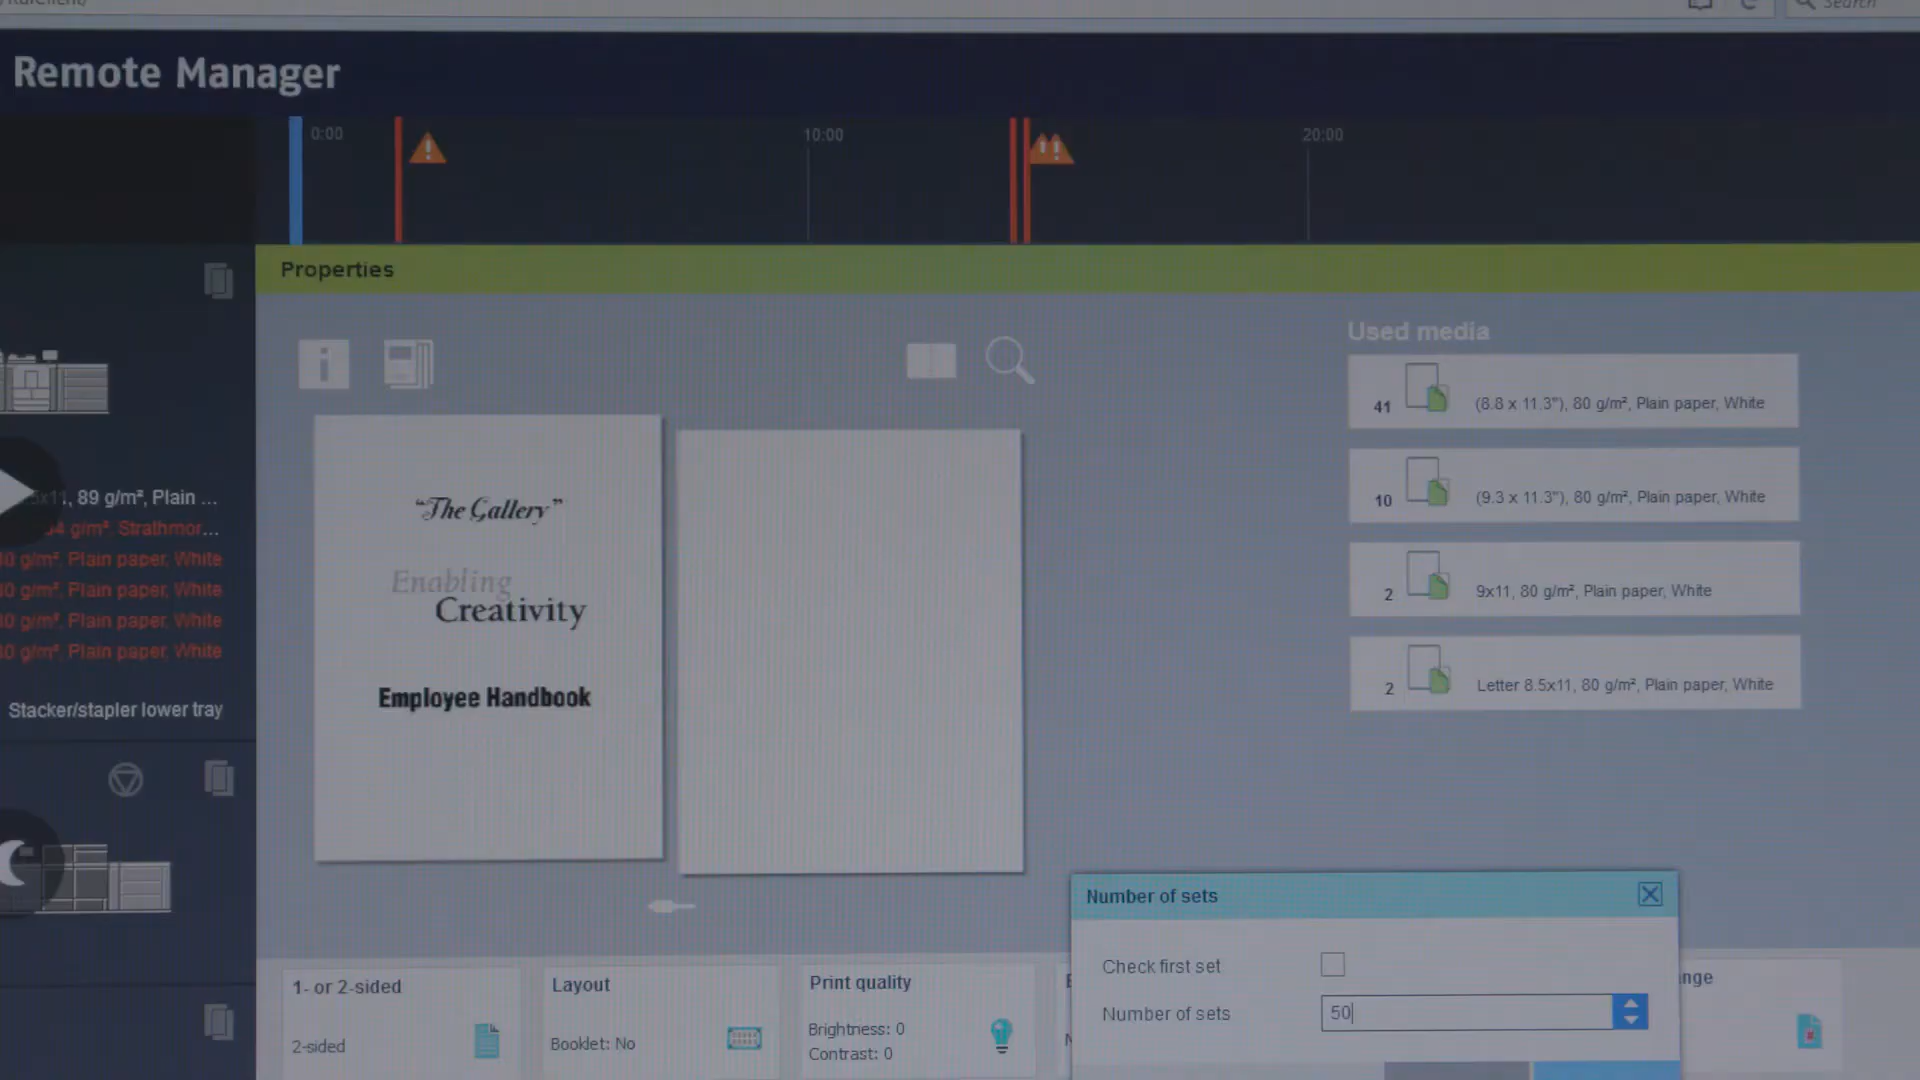 Search
Remote Manager
0:00
10:00
20:00
Properties
Used media
41
(8.8 x 11.3"), 80 g/m², Plain paper, White
10
(9.3 x 11.3"), 80 g/m², Plain paper, White
2
9x11, 80 g/m², Plain paper, White
2
Letter 8.5x11, 80 g/m², Plain paper, White
"The Gallery"
Enabling
Creativity
Employee Handbook
89 g/m², Plain ...
g/m², Strathmor...
g/m², Plain paper, White
g/m², Plain paper, White
g/m², Plain paper, White
g/m², Plain paper, White
Stacker/stapler lower tray
1- or 2-sided
2-sided
Layout
Booklet: No
Print quality
Brightness: 0
Contrast: 0
Number of sets
Check first set
Number of sets
50